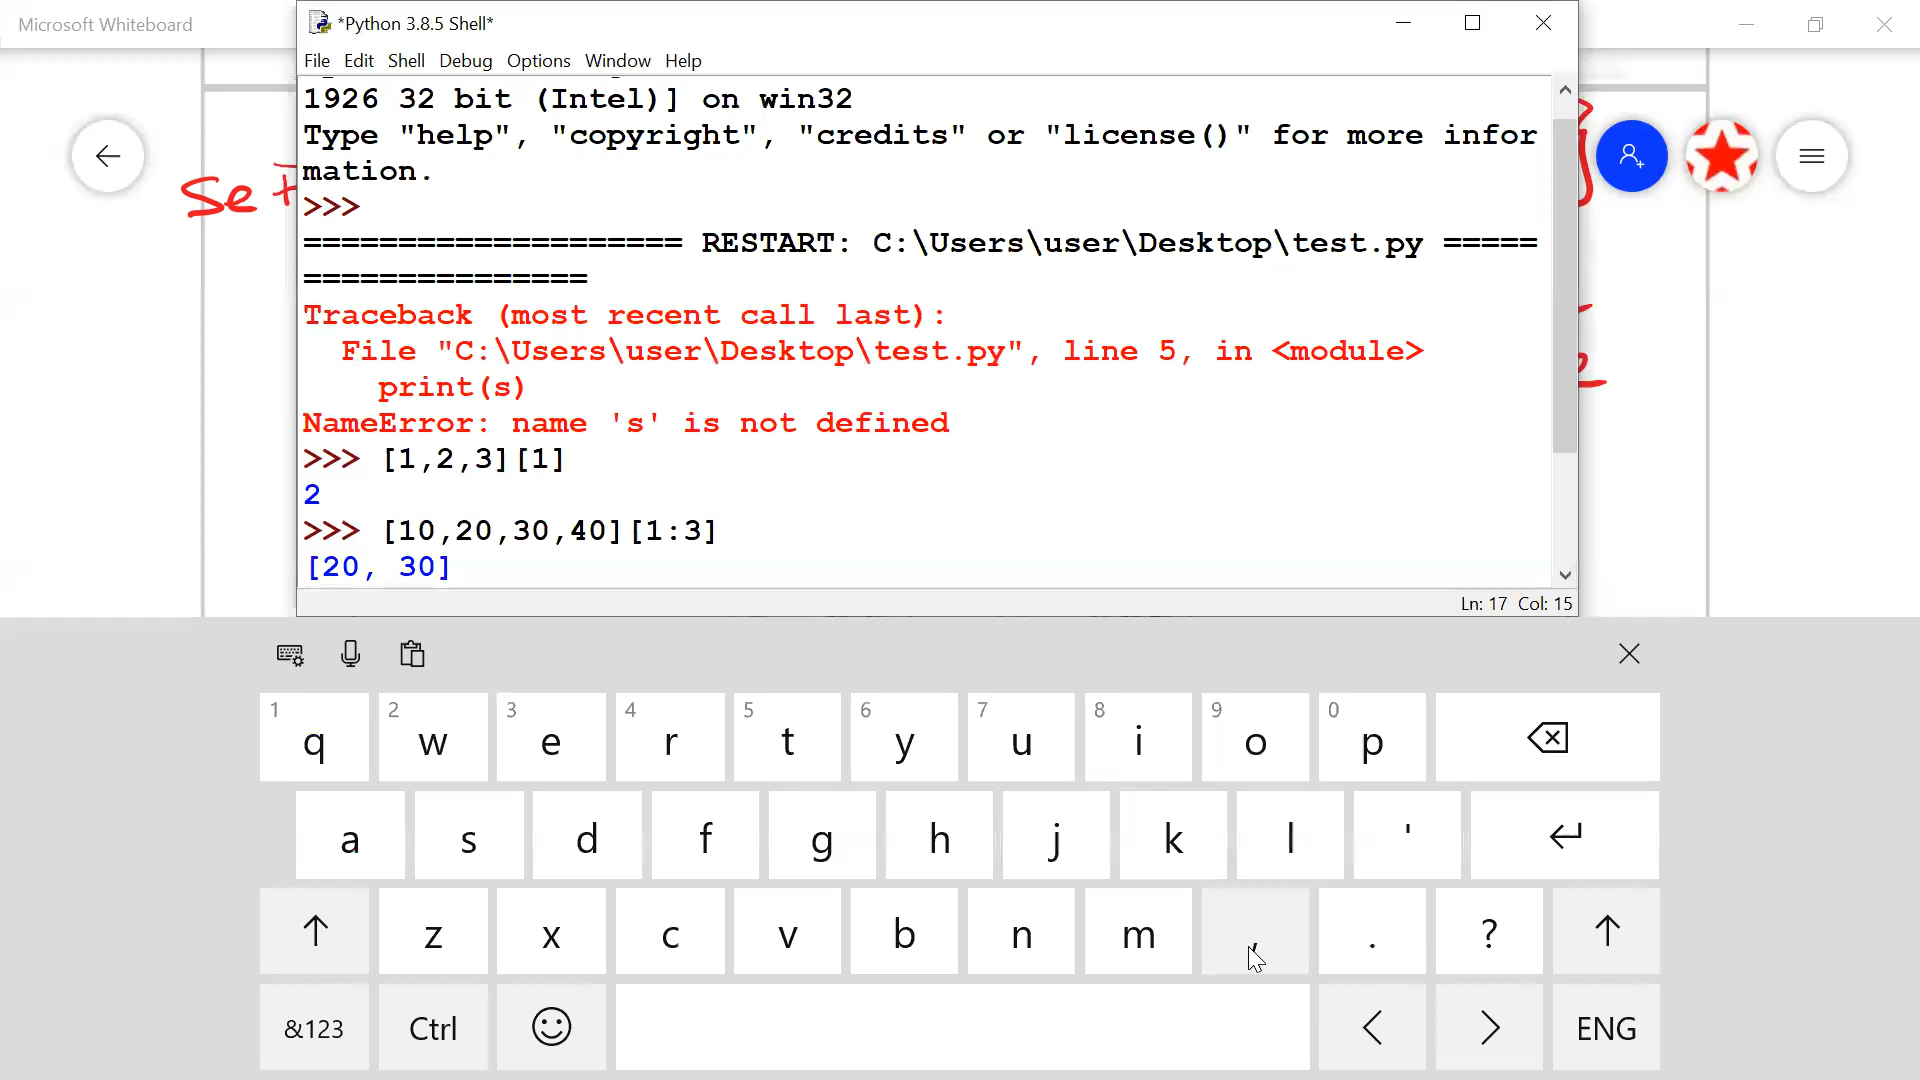 Microsoft Whiteboard
*Python 3.8.5 Shell*
File Edit Shell Debug Options Window Help
1926 32 bit (Intel)] on win32
Type "help", "copyright", "credits" or "license()" for more infor
mation.
>>>
==================== RESTART: C:\Users\user\Desktop\test.py =====
===============
Traceback (most recent call last):
  File "C:\Users\user\Desktop\test.py", line 5, in <module>
    print(s)
NameError: name 's' is not defined
>>> [1,2,3][1]
2
>>> [10,20,30,40][1:3]
[20, 30]
Ln: 17 Col: 15
Set
1 2 3 4 5 6 7 8 9 0
q w e r t y u i o p
a s d f g h j k l '
z x c v b n m , . ?
&123 Ctrl < > ENG